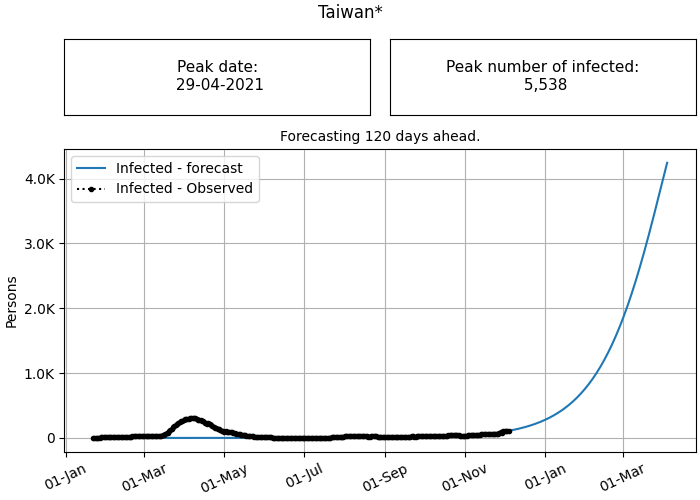 Taiwan*
Peak date:
29-04-2021
Peak number of infected:
5,538
Forecasting 120 days ahead.
Infected - forecast
Infected - Observed
4.0K
3.0K
2.0K
1.0K
0
Persons
01-Jan
01-Mar
01-May
01-Jul
01-Sep
01-Nov
01-Jan
01-Mar